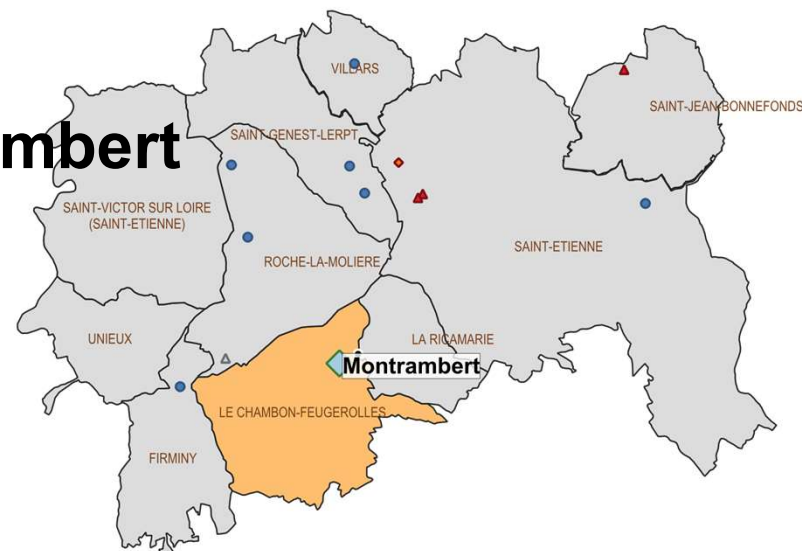 VILLARS
SAINT-JEAN-BONNEFONDS
SAINT-GENEST-LERPT
mbert
SAINT-VICTOR SUR LOIRE
(SAINT-ETIENNE)
SAINT-ETIENNE
ROCHE-LA-MOLIERE
UNIEUX
LA RICAMARIE
Montrambert
LE CHAMBON-FEUGEROLLES
FIRMINY